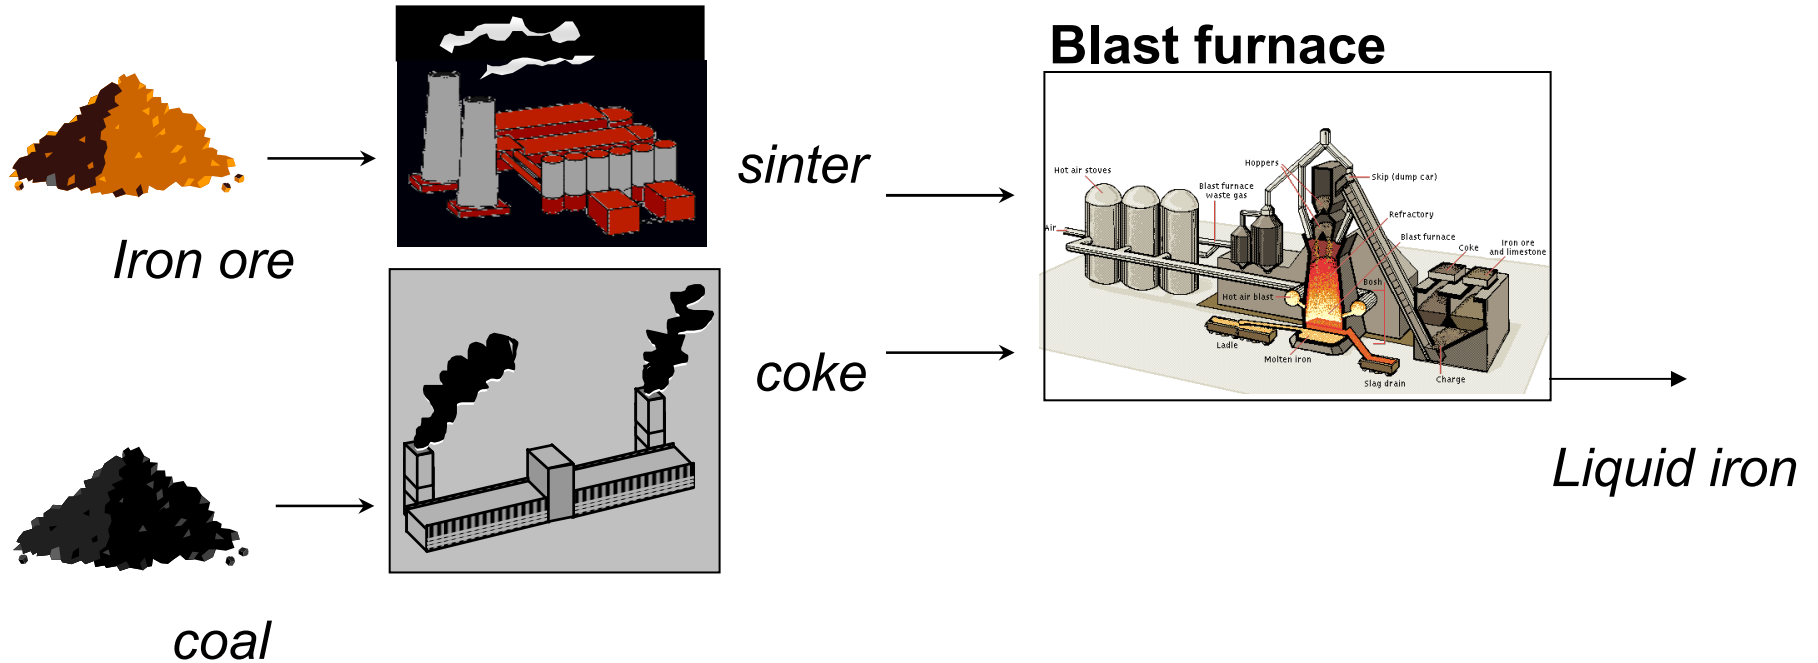 Blast furnace
Iron ore
sinter
coke
coal
Liquid iron
Hot air stoves
Air
Blast furnace
waste gas
Hoppers
Skip (dump car)
Refractory
Blast furnace
Coke
Iron ore
and limestone
Bosh
Hot air blast
Ladle
Molten iron
Slag drain
Charge